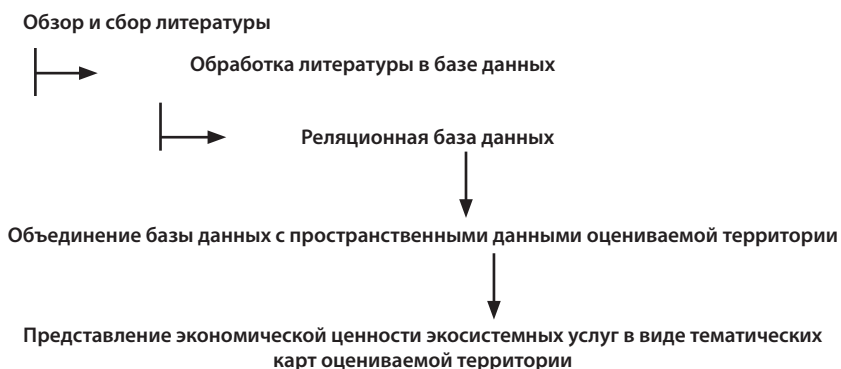 Обзор и сбор литературы
Обработка литературы в базе данных
Реляционная база данных
Объединение базы данных с пространственными данными оцениваемой территории
Представление экономической ценности экосистемных услуг в виде тематических
карт оцениваемой территории